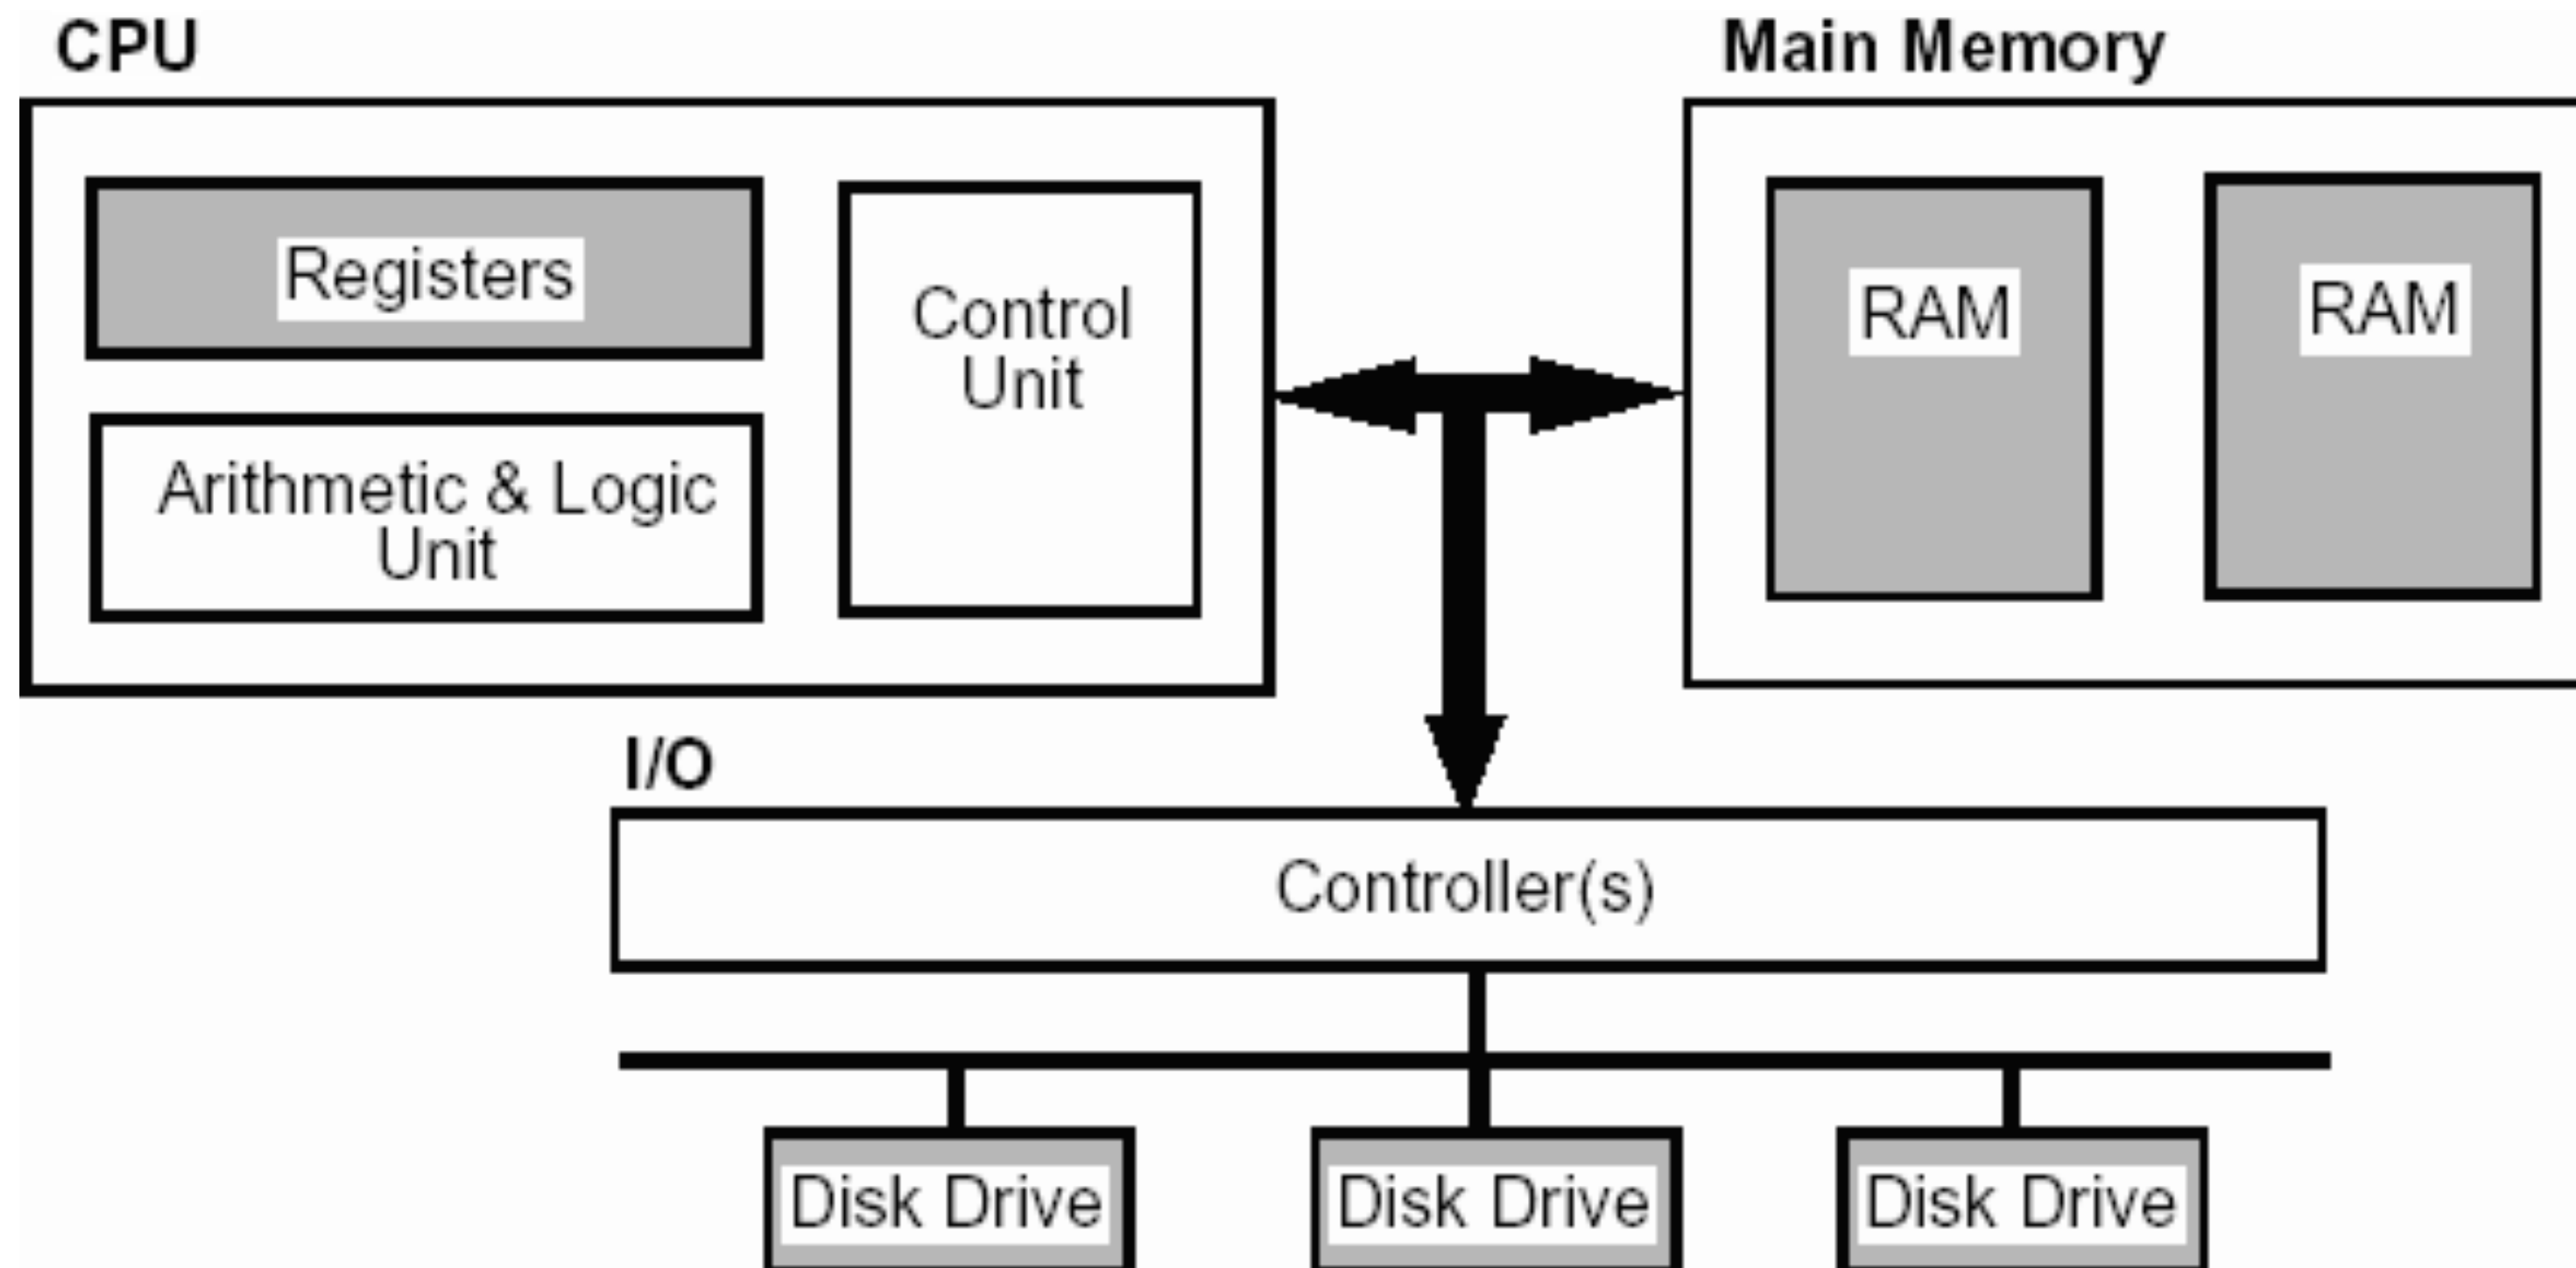 CPU
Main Memory
Registers
Control
Unit
Arithmetic & Logic
Unit
RAM
RAM
I/O
Controller(s)
Disk Drive
Disk Drive
Disk Drive